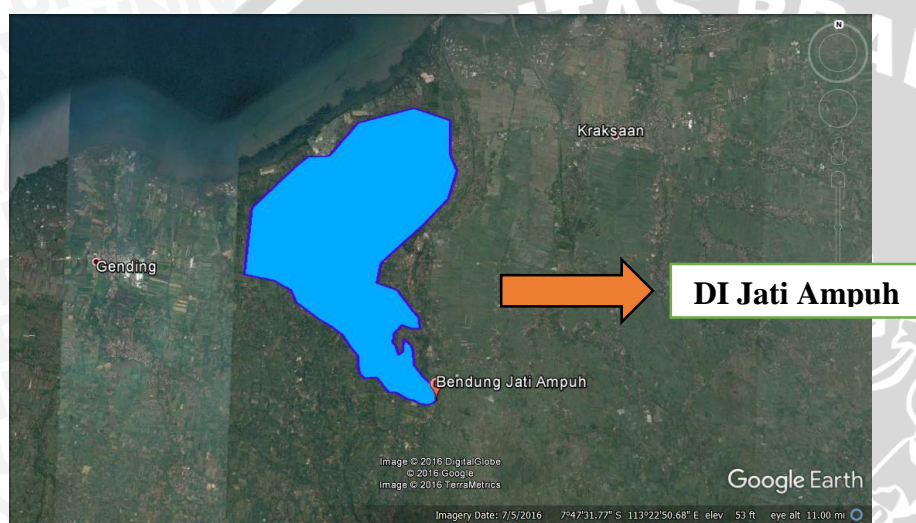 N
Kraksaan
Gending
DI Jati Ampuh
Bendung Jati Ampuh
Image © 2016 DigitalGlobe
© 2016 Google
Image © 2016 TerraMetrics
Google Earth
Imagery Date: 7/5/2016 7°47'31.77" S 113°22'50.68" E elev 53 ft eye alt 11.00 mi